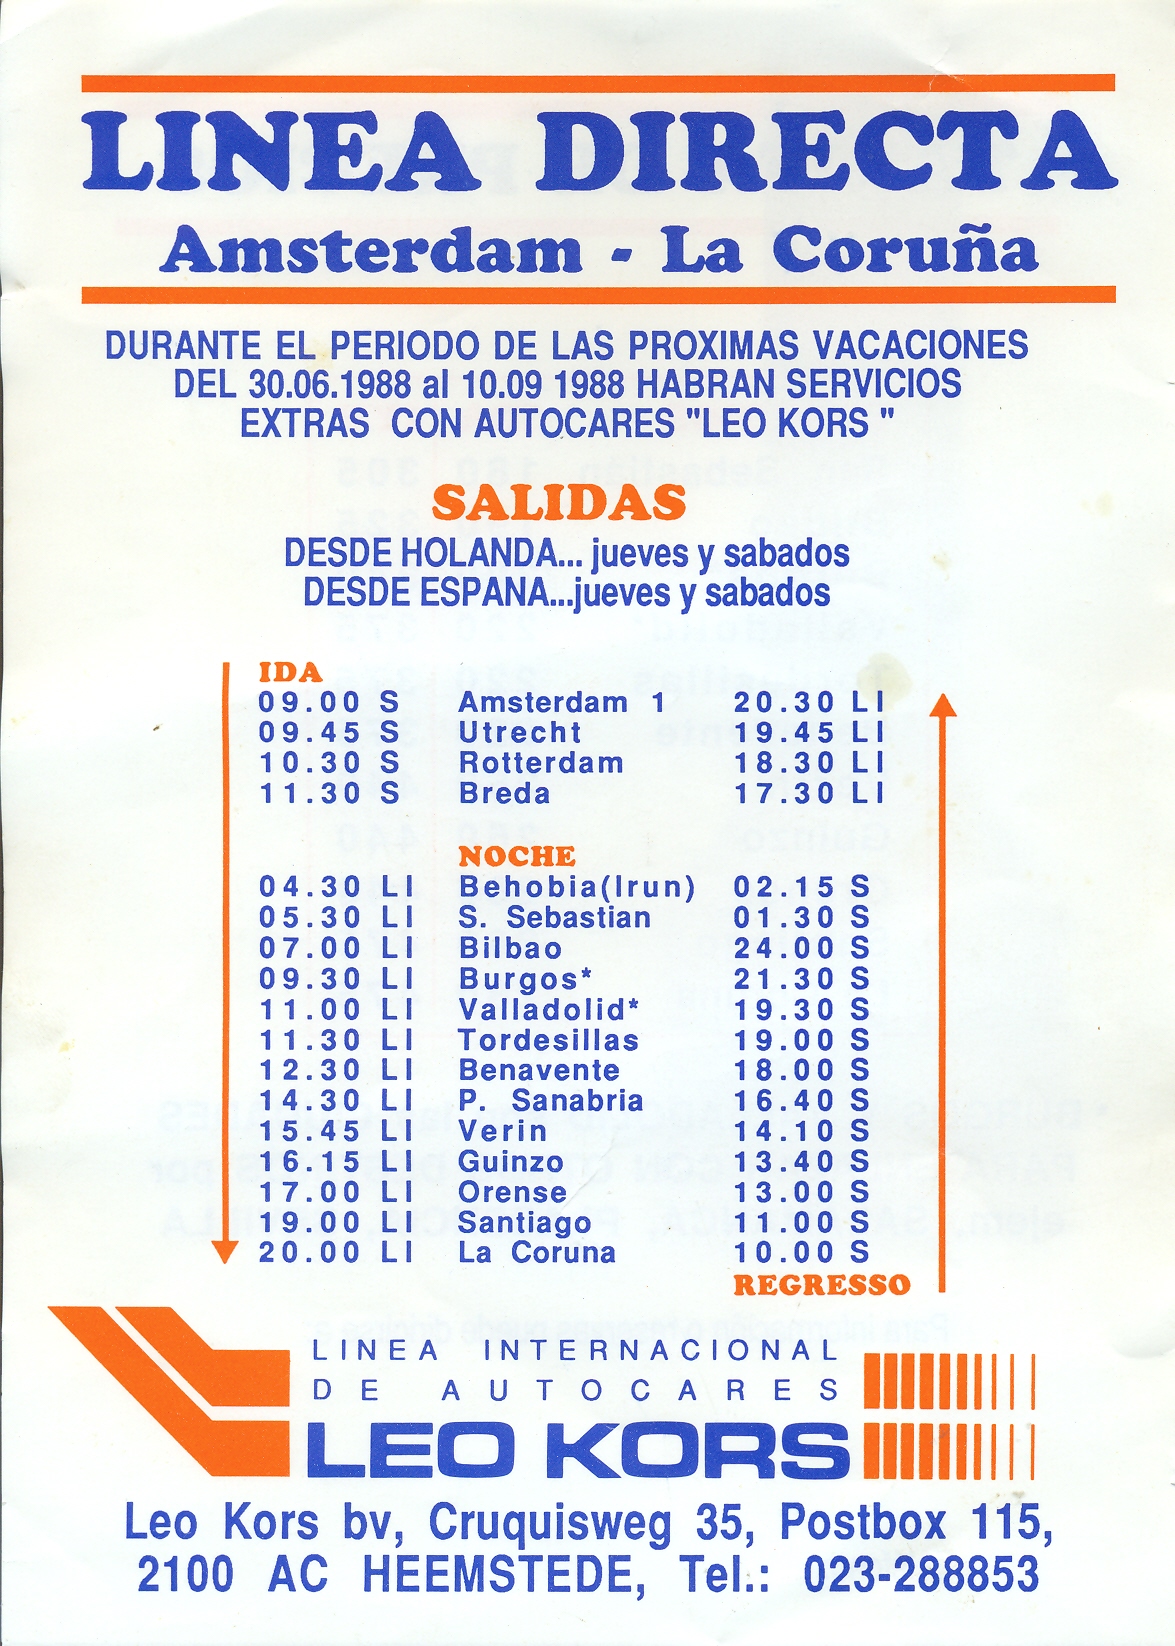 LINEA DIRECTA
Amsterdam - La Coruña
DURANTE EL PERIODO DE LAS PROXIMAS VACACIONES
DEL 30.06.1988 al 10.09 1988 HABRAN SERVICIOS
EXTRAS CON AUTOCARES "LEO KORS "
SALIDAS
DESDE HOLANDA... jueves y sabados
DESDE ESPANA...jueves y sabados
IDA
09.00 S Amsterdam 1 20.30 LI
09.45 S Utrecht 19.45 LI
10.30 S Rotterdam 18.30 LI
11.30 S Breda 17.30 LI
NOCHE
04.30 LI Behobia(Irun) 02.15 S
05.30 LI S. Sebastian 01.30 S
07.00 LI Bilbao 24.00 S
09.30 LI Burgos* 21.30 S
11.00 LI Valladolid* 19.30 S
11.30 LI Tordesillas 19.00 S
12.30 LI Benavente 18.00 S
14.30 LI P. Sanabria 16.40 S
15.45 LI Verin 14.10 S
16.15 LI Guinzo 13.40 S
17.00 LI Orense 13.00 S
19.00 LI Santiago 11.00 S
20.00 LI La Coruna 10.00 S
REGRESSO
LINEA INTERNACIONAL
DE AUTOCARES
LEO KORS
Leo Kors bv, Cruquisweg 35, Postbox 115,
2100 AC HEEMSTEDE, Tel.: 023-288853